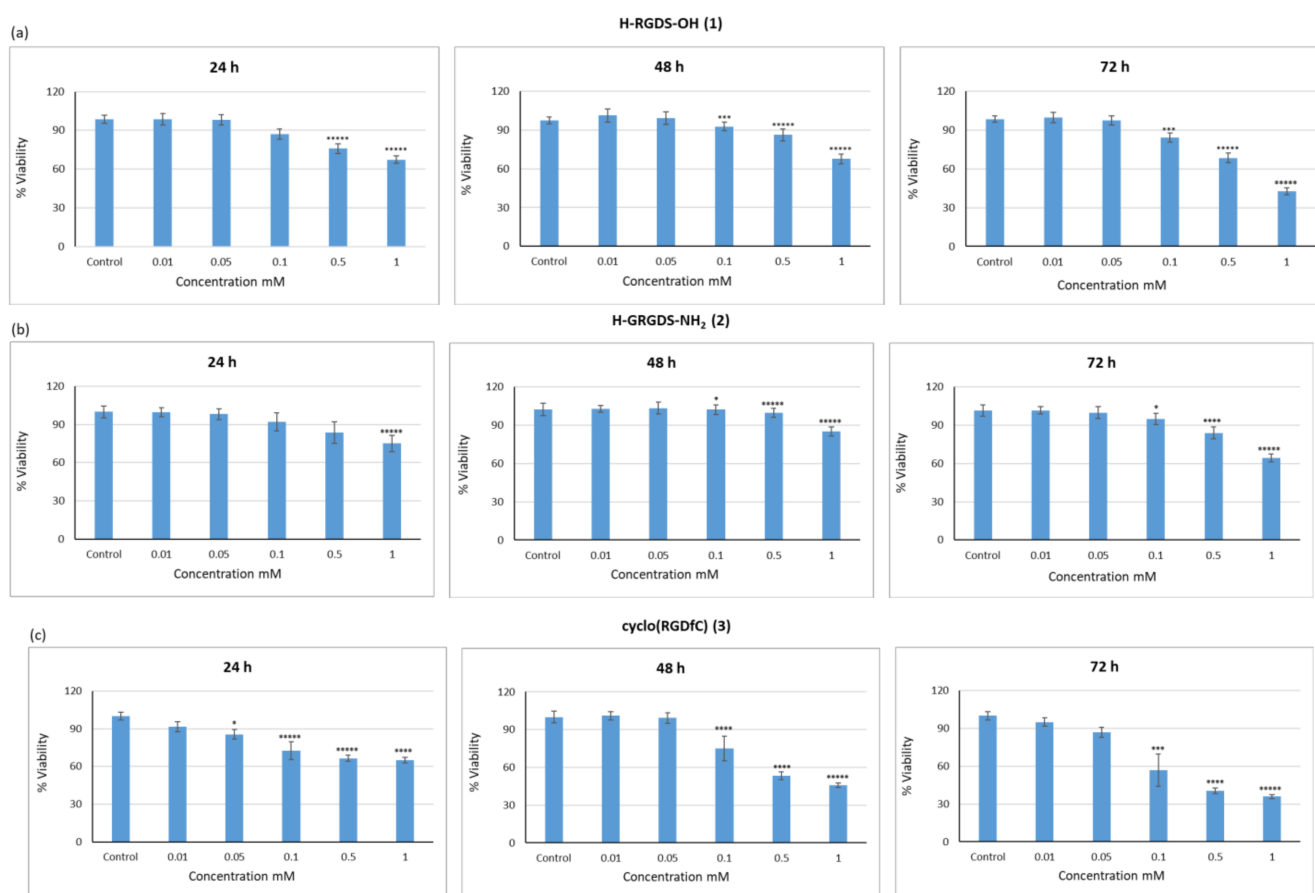 H-RGDS-OH (1)
(a)
24 h
120
90
60
30
0
% Viability
*****
*****
Control 0.01 0.05 0.1 0.5 1
Concentration mM
48 h
120
90
60
30
0
% Viability
***
*****
*****
Control 0.01 0.05 0.1 0.5 1
Concentration mM
72 h
120
90
60
30
0
% Viability
***
*****
*****
Control 0.01 0.05 0.1 0.5 1
Concentration mM
H-GRGDS-NH₂ (2)
(b)
24 h
120
90
60
30
0
% Viability
*****
Control 0.01 0.05 0.1 0.5 1
Concentration mM
48 h
120
90
60
30
0
% Viability
*
*****
*****
Control 0.01 0.05 0.1 0.5 1
Concentration mM
72 h
120
90
60
30
0
% Viability
*
****
*****
Control 0.01 0.05 0.1 0.5 1
Concentration mM
cyclo(RGDfC) (3)
(c)
24 h
120
90
60
30
0
% Viability
*
*****
*****
****
Control 0.01 0.05 0.1 0.5 1
Concentration mM
48 h
120
90
60
30
0
% Viability
****
****
*****
Control 0.01 0.05 0.1 0.5 1
Concentration mM
72 h
120
90
60
30
0
% Viability
***
****
*****
Control 0.01 0.05 0.1 0.5 1
Concentration mM